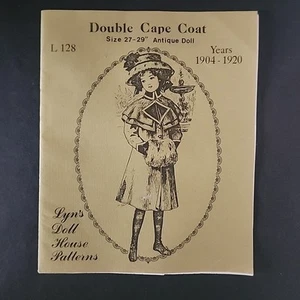 Double Cape Coat
Size 27-29" Antique Doll
L 128
Years
1904-1920
Lyn's
Doll
House
Patterns